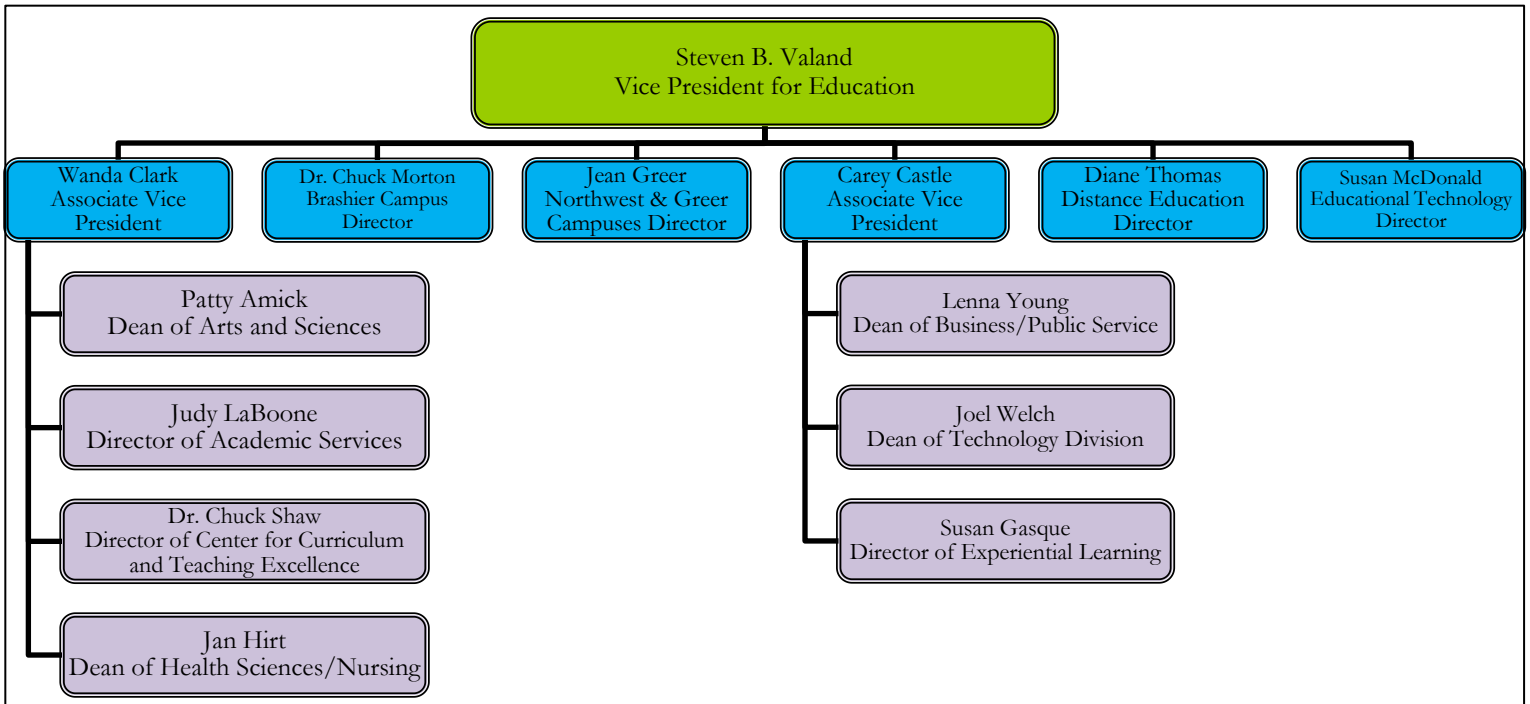 Steven B. Valand
Vice President for Education
Wanda Clark
Associate Vice
President
Dr. Chuck Morton
Brashier Campus
Director
Jean Greer
Northwest & Greer
Campuses Director
Carey Castle
Associate Vice
President
Diane Thomas
Distance Education
Director
Susan McDonald
Educational Technology
Director
Patty Amick
Dean of Arts and Sciences
Judy LaBoone
Director of Academic Services
Dr. Chuck Shaw
Director of Center for Curriculum
and Teaching Excellence
Jan Hirt
Dean of Health Sciences/Nursing
Lenna Young
Dean of Business/Public Service
Joel Welch
Dean of Technology Division
Susan Gasque
Director of Experiential Learning